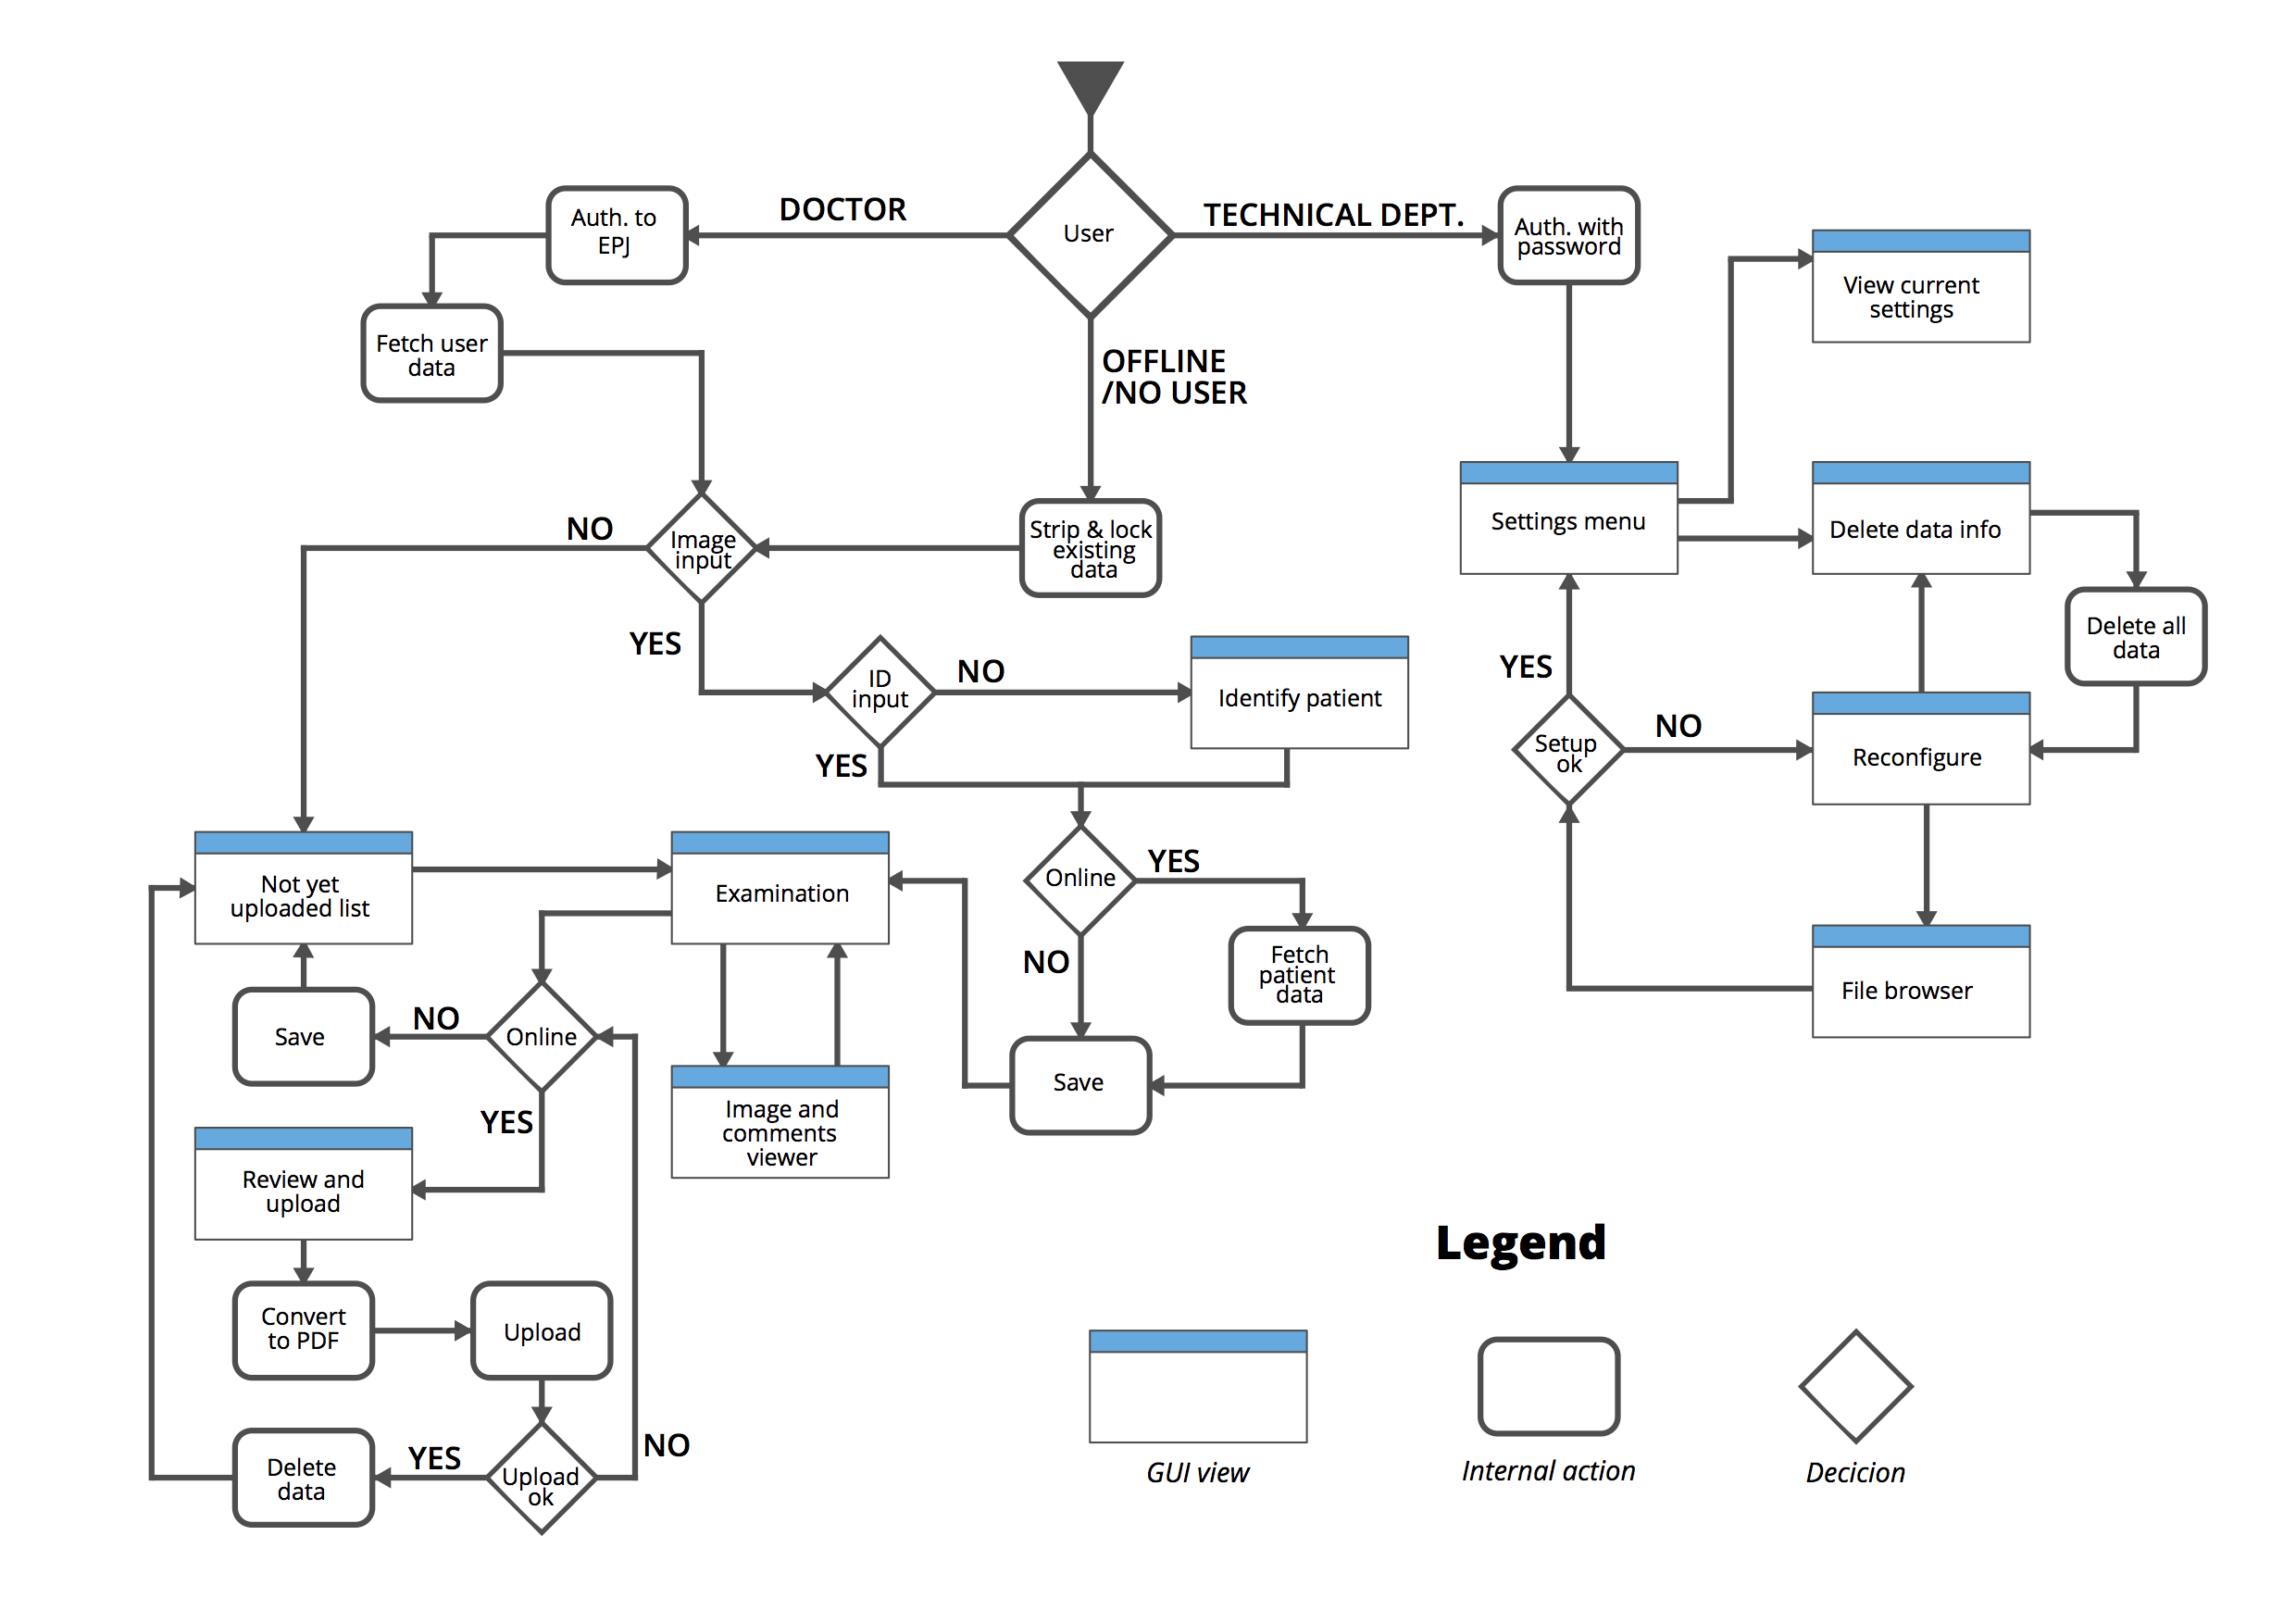 DOCTOR
TECHNICAL DEPT.
Auth. to
EPJ
User
Auth. with
password
View current
settings
Fetch user
data
OFFLINE
/NO USER
NO
Image
input
Strip & lock
existing
data
Settings menu
Delete data info
YES
ID
input
NO
Identify patient
YES
Delete all
data
YES
Setup
ok
NO
Reconfigure
Not yet
uploaded list
Examination
Online
YES
NO
Fetch
patient
data
File browser
Save
NO
Online
Save
YES
Image and
comments
viewer
Review and
upload
Convert
to PDF
Upload
Delete
data
YES
Upload
ok
NO
Legend
GUI view
Internal action
Decicion